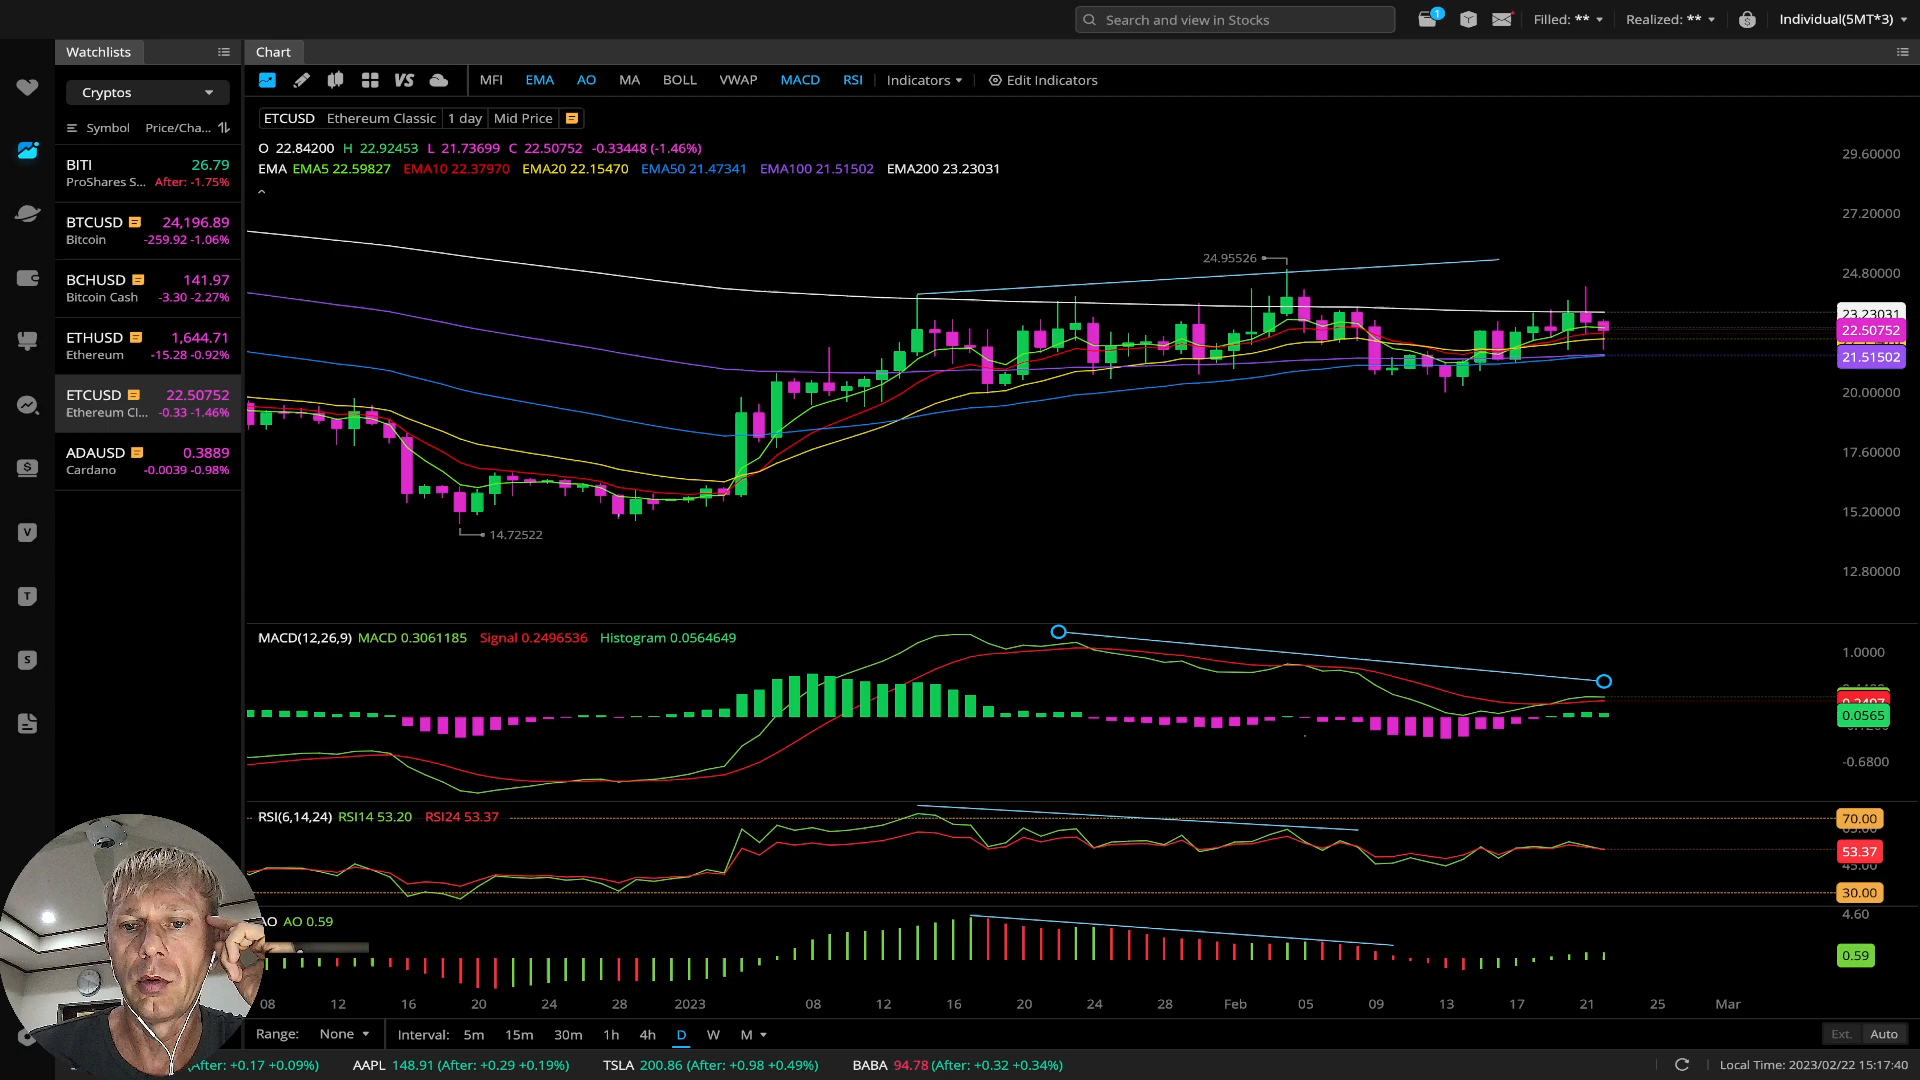 Search and view in Stocks
1
Filled: **
Realized: **
Individual(5MT*3)
Watchlists
Chart
Cryptos
Symbol Price/Cha...
BITI 26.79
ProShares S... After: -1.75%
BTCUSD 24,196.89
Bitcoin -259.92 -1.06%
BCHUSD 141.97
Bitcoin Cash -3.30 -2.27%
ETHUSD 1,644.71
Ethereum -15.28 -0.92%
ETCUSD 22.50752
Ethereum Cl... -0.33 -1.46%
ADAUSD 0.3889
Cardano -0.0039 -0.98%
VS MFI EMA AO MA BOLL VWAP MACD RSI Indicators Edit Indicators
ETCUSD Ethereum Classic 1 day Mid Price
O 22.84200 H 22.92453 L 21.73699 C 22.50752 -0.33448 (-1.46%)
EMA EMA5 22.59827 EMA10 22.37970 EMA20 22.15470 EMA50 21.47341 EMA100 21.51502 EMA200 23.23031
24.95526
14.72522
29.60000
27.20000
24.80000
23.23031
22.50752
21.51502
20.00000
17.60000
15.20000
12.80000
MACD(12,26,9) MACD 0.3061185 Signal 0.2496536 Histogram 0.0564649
1.0000
0.0565
-0.6800
RSI(6,14,24) RSI14 53.20 RSI24 53.37
70.00
53.37
30.00
AO AO 0.59
4.60
0.59
08 12 16 20 24 28 2023 08 12 16 20 24 28 Feb 05 09 13 17 21 25 Mar
Range: None Interval: 5m 15m 30m 1h 4h D W M
Ext. Auto
(After: +0.17 +0.09%) AAPL 148.91 (After: +0.29 +0.19%) TSLA 200.86 (After: +0.98 +0.49%) BABA 94.78 (After: +0.32 +0.34%)
Local Time: 2023/02/22 15:17:40
V
T
S